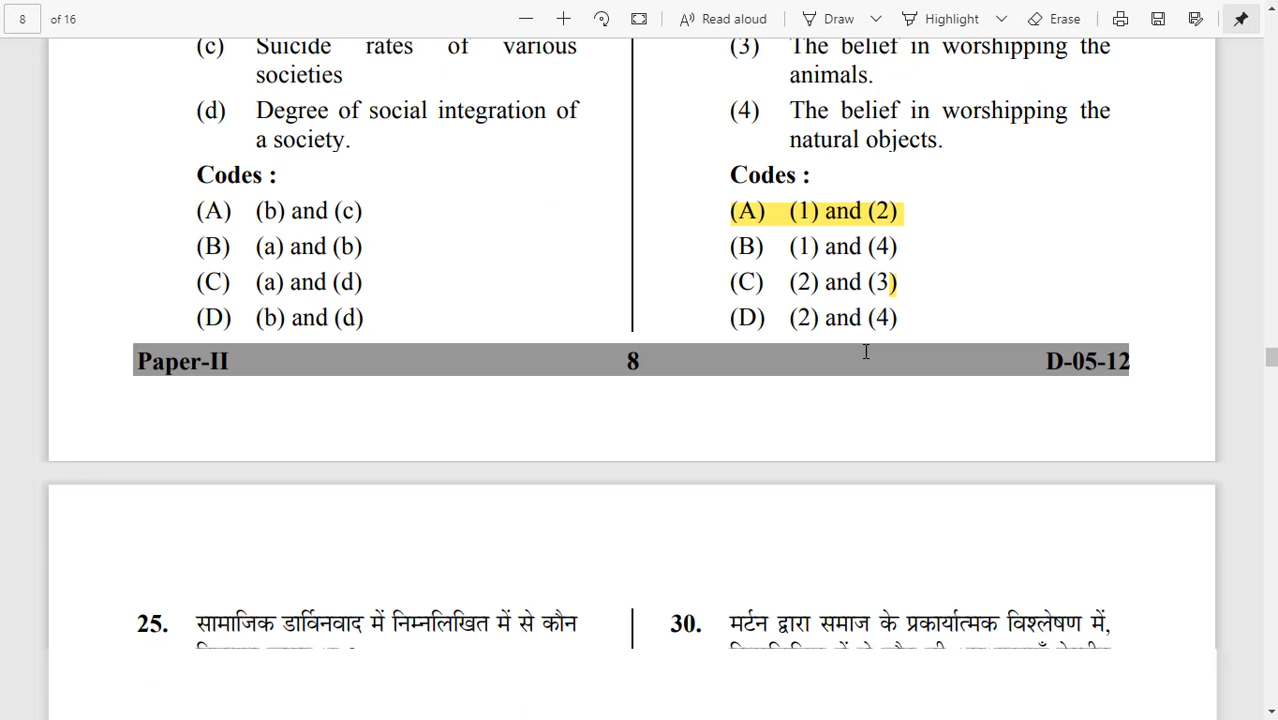 8 of 16
Read aloud
Draw
Highlight
Erase
(c) Suicide rates of various
societies
(d) Degree of social integration of
a society.
Codes :
(A) (b) and (c)
(B) (a) and (b)
(C) (a) and (d)
(D) (b) and (d)
(3) The belief in worshipping the
animals.
(4) The belief in worshipping the
natural objects.
Codes :
(A) (1) and (2)
(B) (1) and (4)
(C) (2) and (3)
(D) (2) and (4)
Paper-II 8 D-05-12
25. सामाजिक डार्विनवाद में निम्नलिखित में से कौन
30. मर्टन द्वारा समाज के प्रकार्यात्मक विश्लेषण में,